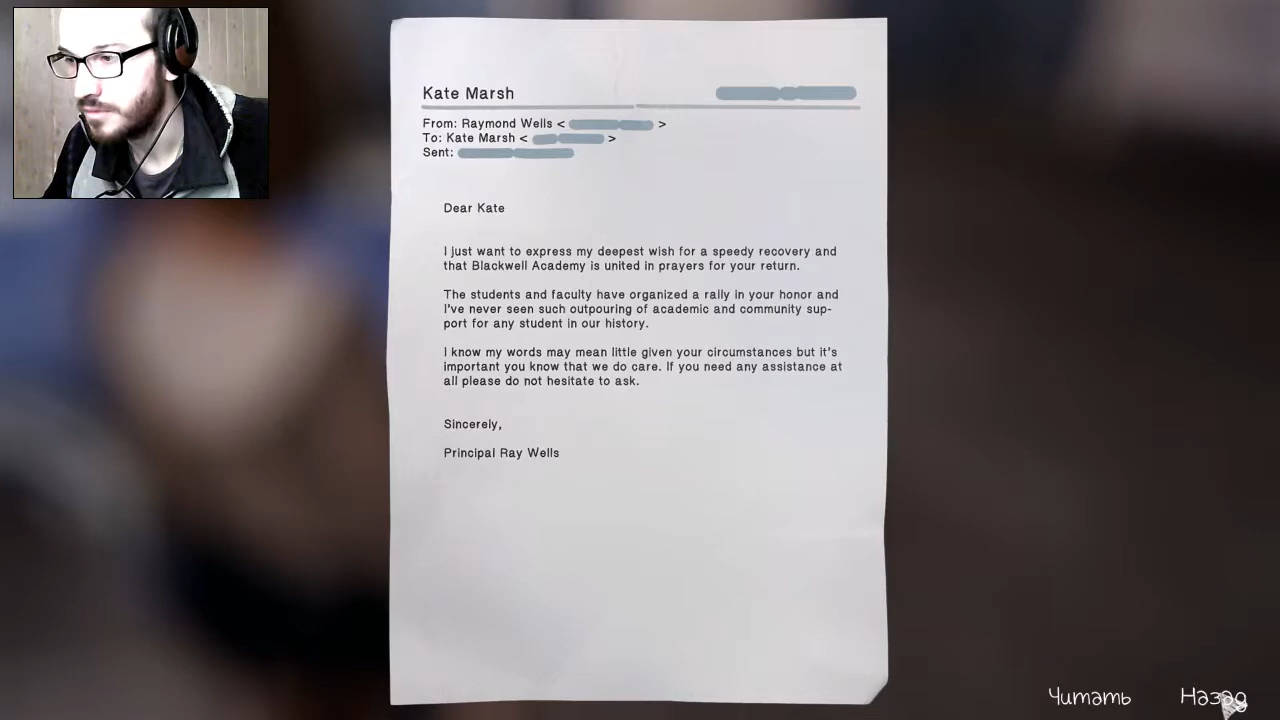 Kate Marsh
From: Raymond Wells < >
To: Kate Marsh < >
Sent:
Dear Kate
I just want to express my deepest wish for a speedy recovery and
that Blackwell Academy is united in prayers for your return.
The students and faculty have organized a rally in your honor and
I've never seen such outpouring of academic and community sup-
port for any student in our history.
I know my words may mean little given your circumstances but it's
important you know that we do care. If you need any assistance at
all please do not hesitate to ask.
Sincerely,
Principal Ray Wells
Читать Назад